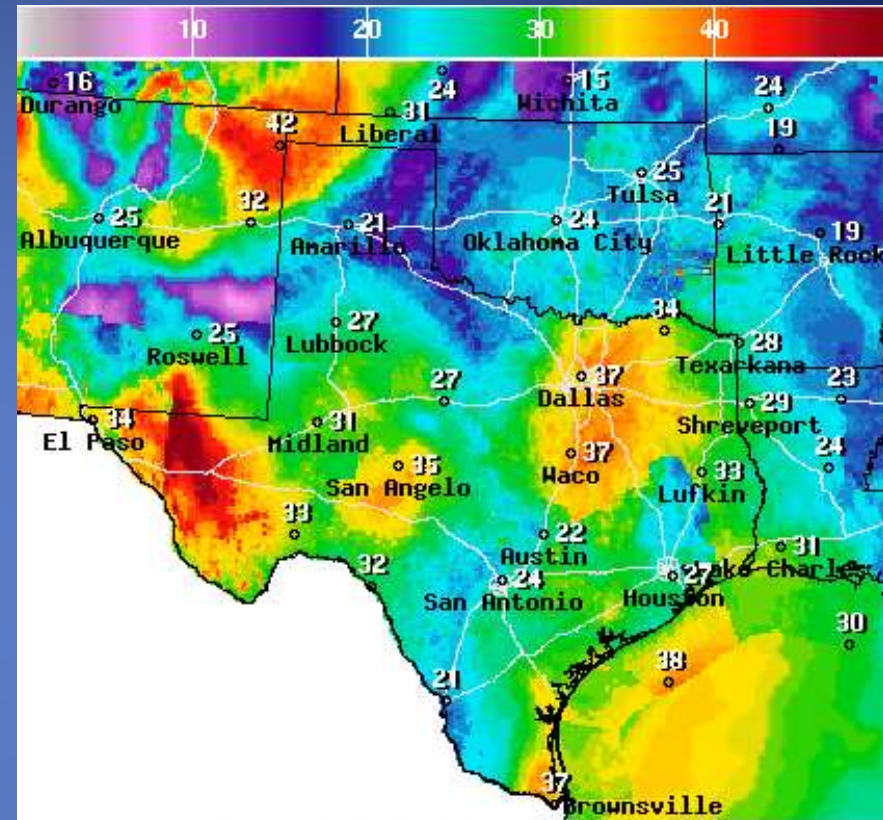 10 20 30 40
16
Durango
24
15
Wichita
24
31
Liberal
42
19
25
Tulsa
25
Albuquerque
32
21
Amarillo
24
Oklahoma City
21
19
Little Rock
25
Roswell
27
Lubbock
34
28
Texarkana
37
Dallas
27
29
Shreveport
23
34
El Paso
31
Midland
35
San Angelo
37
Waco
33
Lufkin
24
33
22
Austin
31
Lake Charles
32
24
San Antonio
27
Houston
30
21
38
37
Brownsville